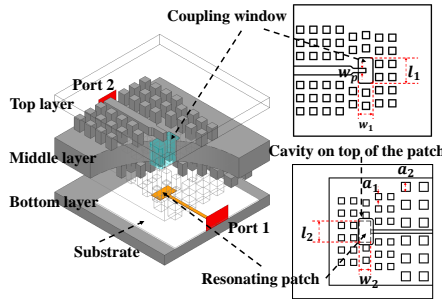 Coupling window
Port 2
Top layer
Middle layer
Bottom layer
Substrate
Port 1
Resonating patch
w_p
l_1
w_1
Cavity on top of the patch
a_2
a_1
l_2
w_2